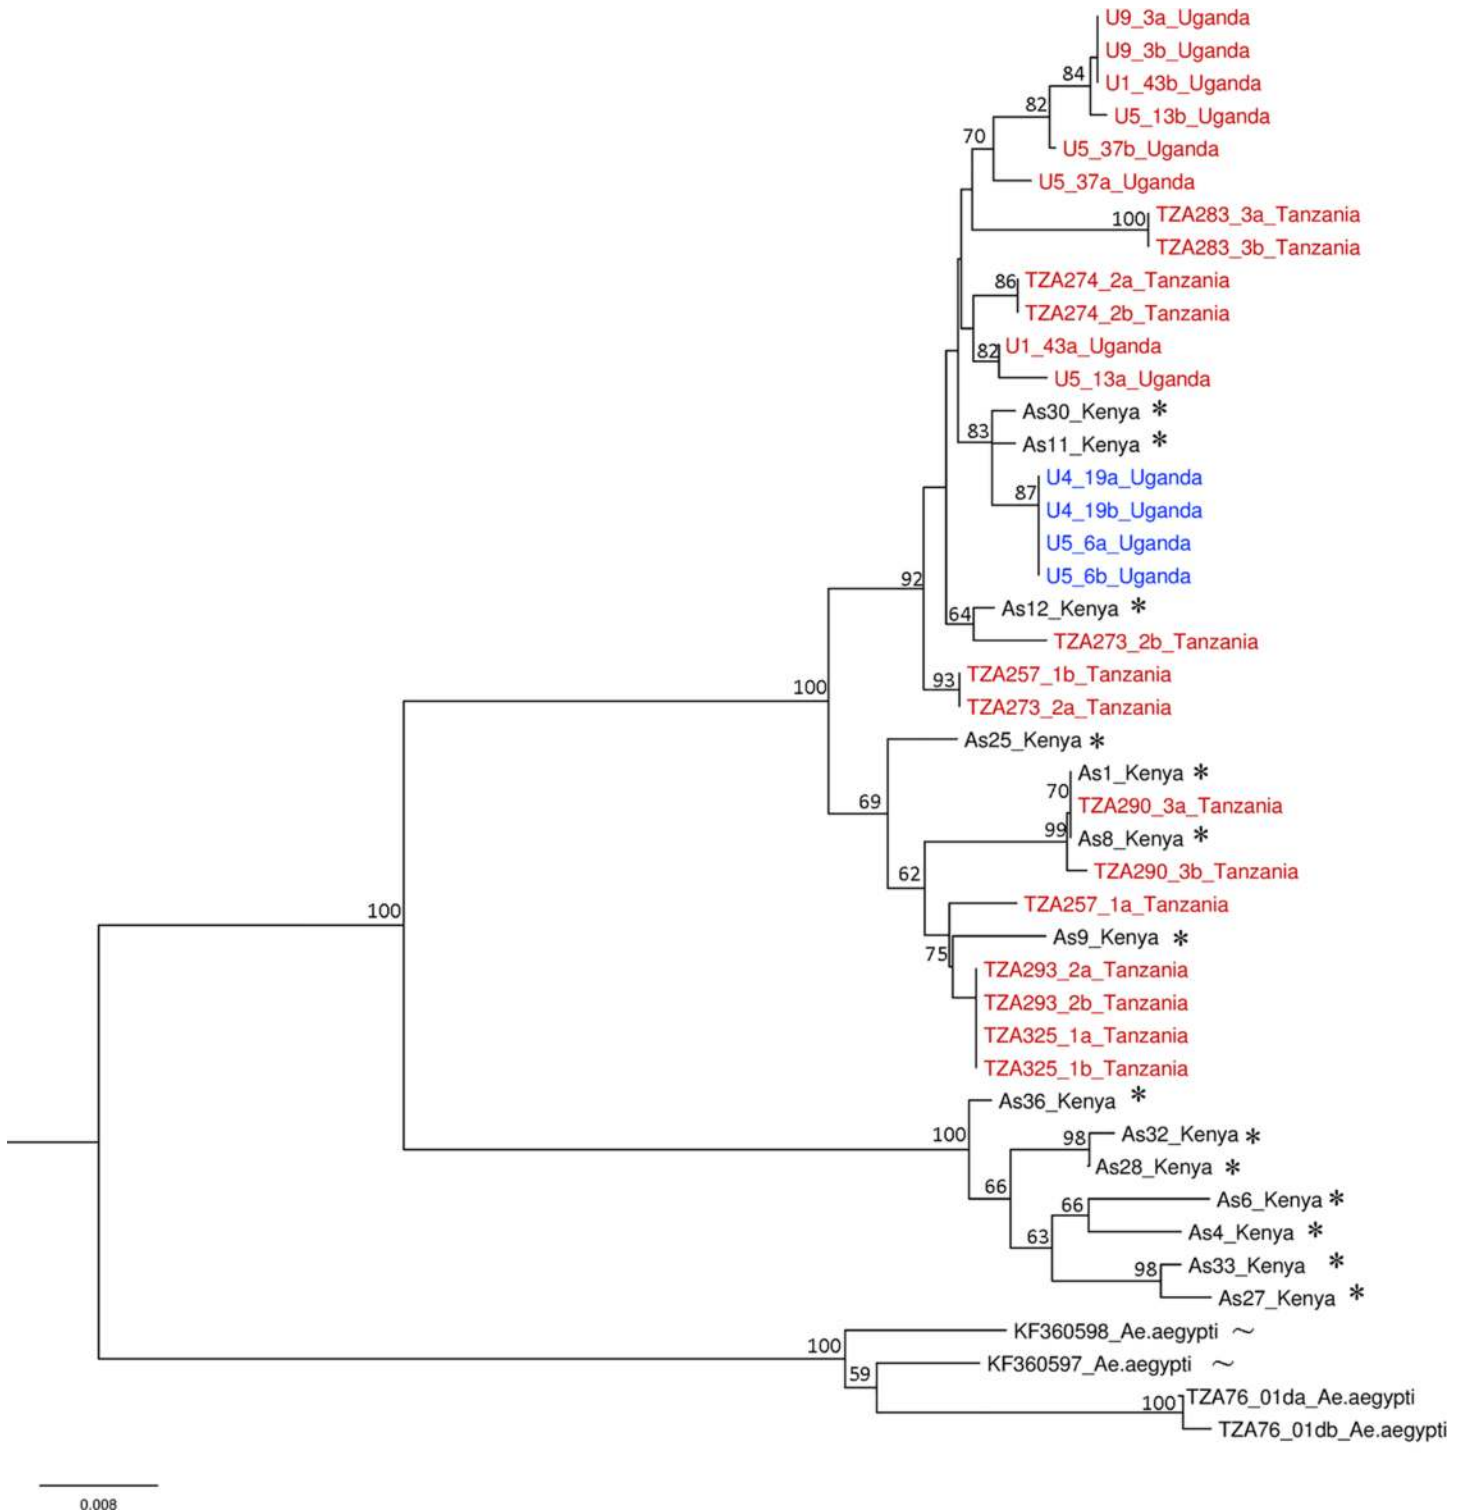 U9_3a_Uganda
U9_3b_Uganda
84
U1_43b_Uganda
82
U5_13b_Uganda
70
U5_37b_Uganda
U5_37a_Uganda
100
TZA283_3a_Tanzania
TZA283_3b_Tanzania
86
TZA274_2a_Tanzania
TZA274_2b_Tanzania
82
U1_43a_Uganda
U5_13a_Uganda
As30_Kenya *
83
As11_Kenya *
U4_19a_Uganda
87
U4_19b_Uganda
U5_6a_Uganda
92
U5_6b_Uganda
64
As12_Kenya *
TZA273_2b_Tanzania
100
93
TZA257_1b_Tanzania
TZA273_2a_Tanzania
As25_Kenya *
As1_Kenya *
70
69
TZA290_3a_Tanzania
99
As8_Kenya *
62
TZA290_3b_Tanzania
100
TZA257_1a_Tanzania
As9_Kenya *
75
TZA293_2a_Tanzania
TZA293_2b_Tanzania
TZA325_1a_Tanzania
TZA325_1b_Tanzania
As36_Kenya *
100
98
As32_Kenya *
As28_Kenya *
66
66
As6_Kenya *
63
As4_Kenya *
98
As33_Kenya *
As27_Kenya *
100
KF360598_Ae.aegypti ~
59
KF360597_Ae.aegypti ~
100
TZA76_01da_Ae.aegypti
TZA76_01db_Ae.aegypti
0.008